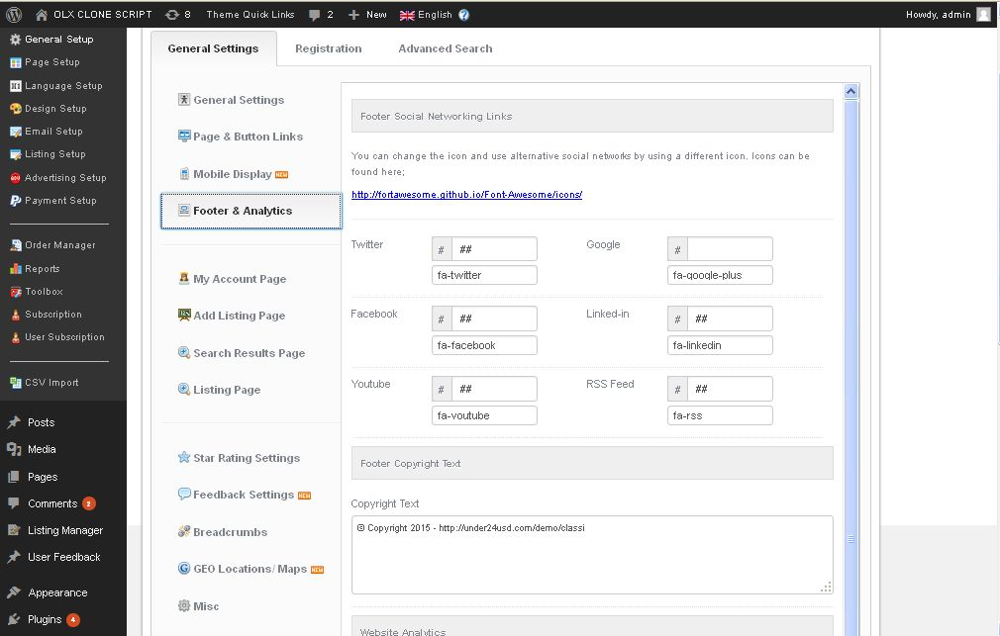 OLX CLONE SCRIPT 8 Theme Quick Links 2 New English Howdy, admin
General Setup
Page Setup
Language Setup
Design Setup
Email Setup
Listing Setup
Advertising Setup
Payment Setup
Order Manager
Reports
Toolbox
Subscription
User Subscription
CSV Import
Posts
Media
Pages
Comments 2
Listing Manager
User Feedback
Appearance
Plugins 4
General Settings Registration Advanced Search
General Settings
Page & Button Links
Mobile Display NEW
Footer & Analytics
My Account Page
Add Listing Page
Search Results Page
Listing Page
Star Rating Settings
Feedback Settings NEW
Breadcrumbs
GEO Locations/ Maps NEW
Misc
Footer Social Networking Links
You can change the icon and use alternative social networks by using a different icon. Icons can be
found here;
http://fortawesome.github.io/Font-Awesome/icons/
Twitter # ## Google #
fa-twitter fa-google-plus
Facebook # ## Linked-in # ##
fa-facebook fa-linkedin
Youtube # ## RSS Feed # ##
fa-youtube fa-rss
Footer Copyright Text
Copyright Text
© Copyright 2015 - http://under24usd.com/demo/classi
Website Analytics